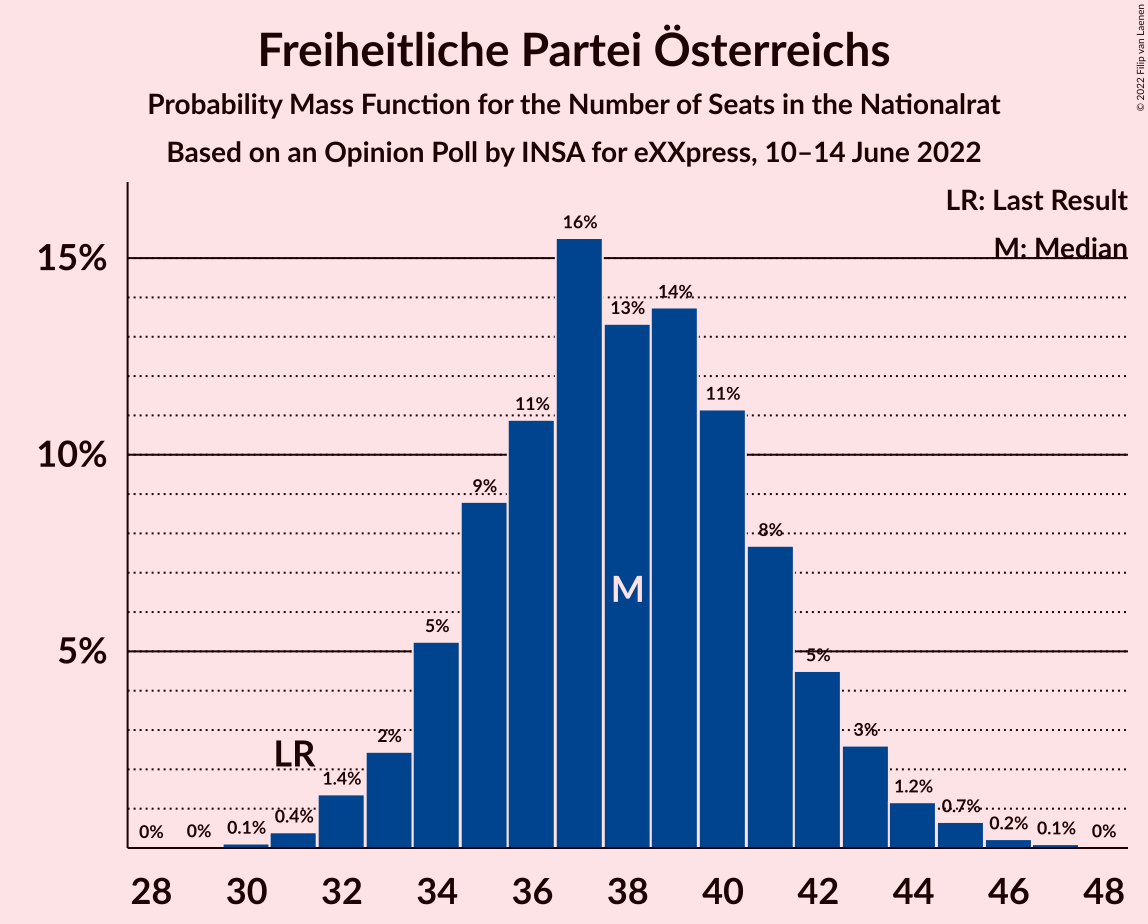 Freiheitliche Partei Österreichs
Probability Mass Function for the Number of Seats in the Nationalrat
Based on an Opinion Poll by INSA for eXXpress, 10–14 June 2022
© 2022 Filip van Laenen
LR: Last Result
M: Median
15%
10%
5%
0%
0%
0.1%
0.4%
1.4%
2%
5%
9%
11%
16%
13%
14%
11%
8%
5%
3%
1.2%
0.7%
0.2%
0.1%
0%
LR
M
28 30 32 34 36 38 40 42 44 46 48